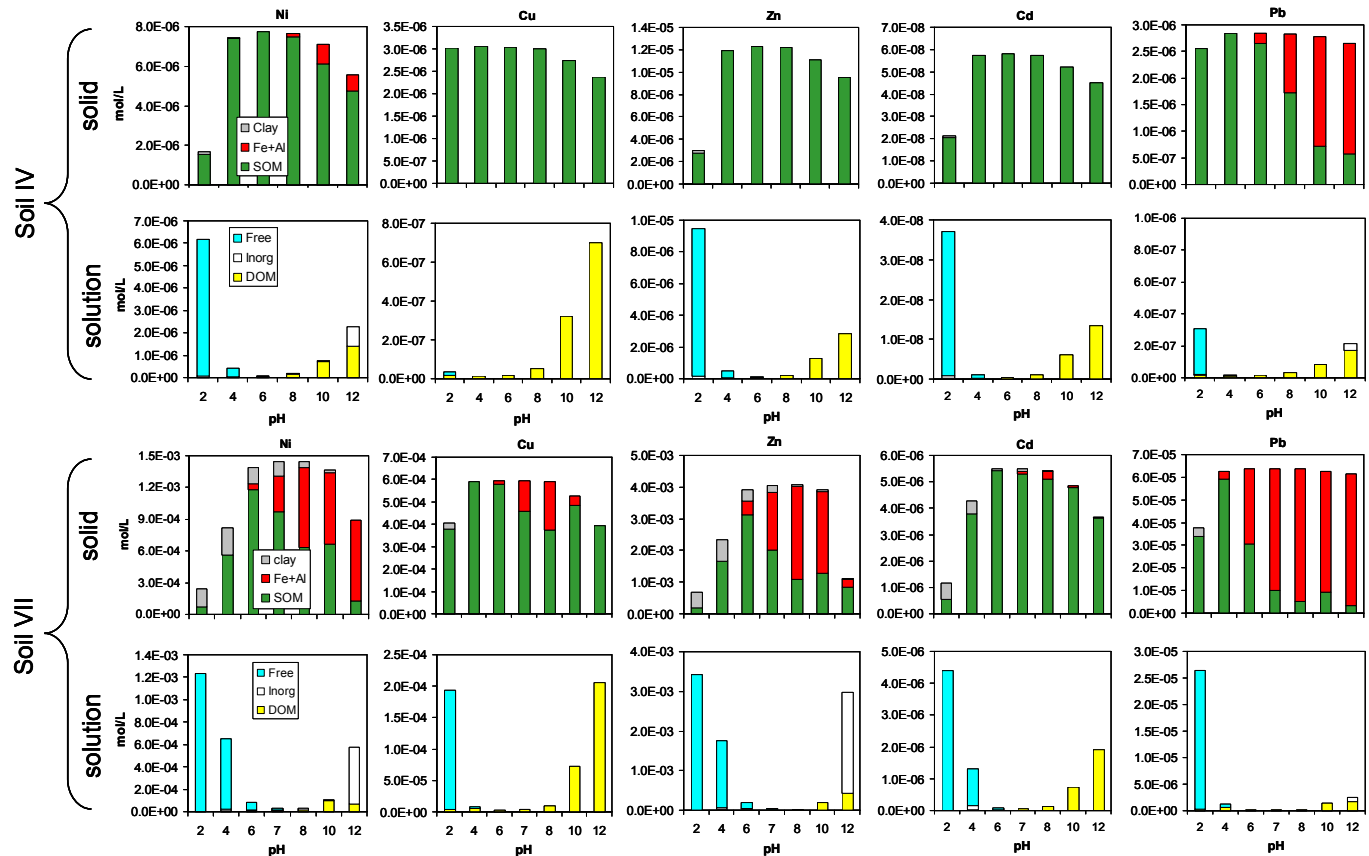 Ni Cu Zn Cd Pb
Soil IV
solid
mol/L
8.0E-06 3.5E-06 1.5E-05 7.0E-08 3.0E-06
6.0E-06 3.0E-06 1.2E-05 6.0E-08 2.5E-06
4.0E-06 2.5E-06 9.0E-06 5.0E-08 2.0E-06
2.0E-06 2.0E-06 6.0E-06 4.0E-08 1.5E-06
0.0E+00 1.5E-06 3.0E-06 3.0E-08 1.0E-06
1.0E-06 0.0E+00 2.0E-08 5.0E-07
5.0E-07 1.0E-08 0.0E+00
0.0E+00 0.0E+00
Clay
Fe+Al
SOM
solution
mol/L
7.0E-06 8.0E-07 1.0E-05 4.0E-08 1.0E-06
6.0E-06 6.0E-07 8.0E-06 3.0E-08 8.0E-07
5.0E-06 4.0E-07 6.0E-06 2.0E-08 6.0E-07
4.0E-06 2.0E-07 4.0E-06 1.0E-08 4.0E-07
3.0E-06 0.0E+00 2.0E-06 0.0E+00 2.0E-07
2.0E-06 0.0E+00 0.0E+00
1.0E-06
0.0E+00
Free
Inorg
DOM
2 4 6 8 10 12 2 4 6 8 10 12 2 4 6 8 10 12 2 4 6 8 10 12 2 4 6 8 10 12
pH pH pH pH pH
Ni Cu Zn Cd Pb
Soil VII
solid
mol/L
1.5E-03 7.0E-04 5.0E-03 6.0E-06 7.0E-05
1.2E-03 6.0E-04 4.0E-03 5.0E-06 6.0E-05
9.0E-04 5.0E-04 3.0E-03 4.0E-06 5.0E-05
6.0E-04 4.0E-04 2.0E-03 3.0E-06 4.0E-05
3.0E-04 3.0E-04 1.0E-03 2.0E-06 3.0E-05
0.0E+00 2.0E-04 0.0E+00 1.0E-06 2.0E-05
1.0E-04 0.0E+00 1.0E-05
0.0E+00 0.0E+00
clay
Fe+Al
SOM
solution
mol/L
1.4E-03 2.5E-04 4.0E-03 5.0E-06 3.0E-05
1.2E-03 2.0E-04 3.0E-03 4.0E-06 2.5E-05
1.0E-03 1.5E-04 2.0E-03 3.0E-06 2.0E-05
8.0E-04 1.0E-04 1.0E-03 2.0E-06 1.5E-05
6.0E-04 5.0E-05 0.0E+00 1.0E-06 1.0E-05
4.0E-04 0.0E+00 0.0E+00 5.0E-06
2.0E-04 0.0E+00
0.0E+00
Free
Inorg
DOM
2 4 6 7 8 10 12 2 4 6 7 8 10 12 2 4 6 7 8 10 12 2 4 6 7 8 10 12 2 4 6 7 8 10 12
pH pH pH pH pH